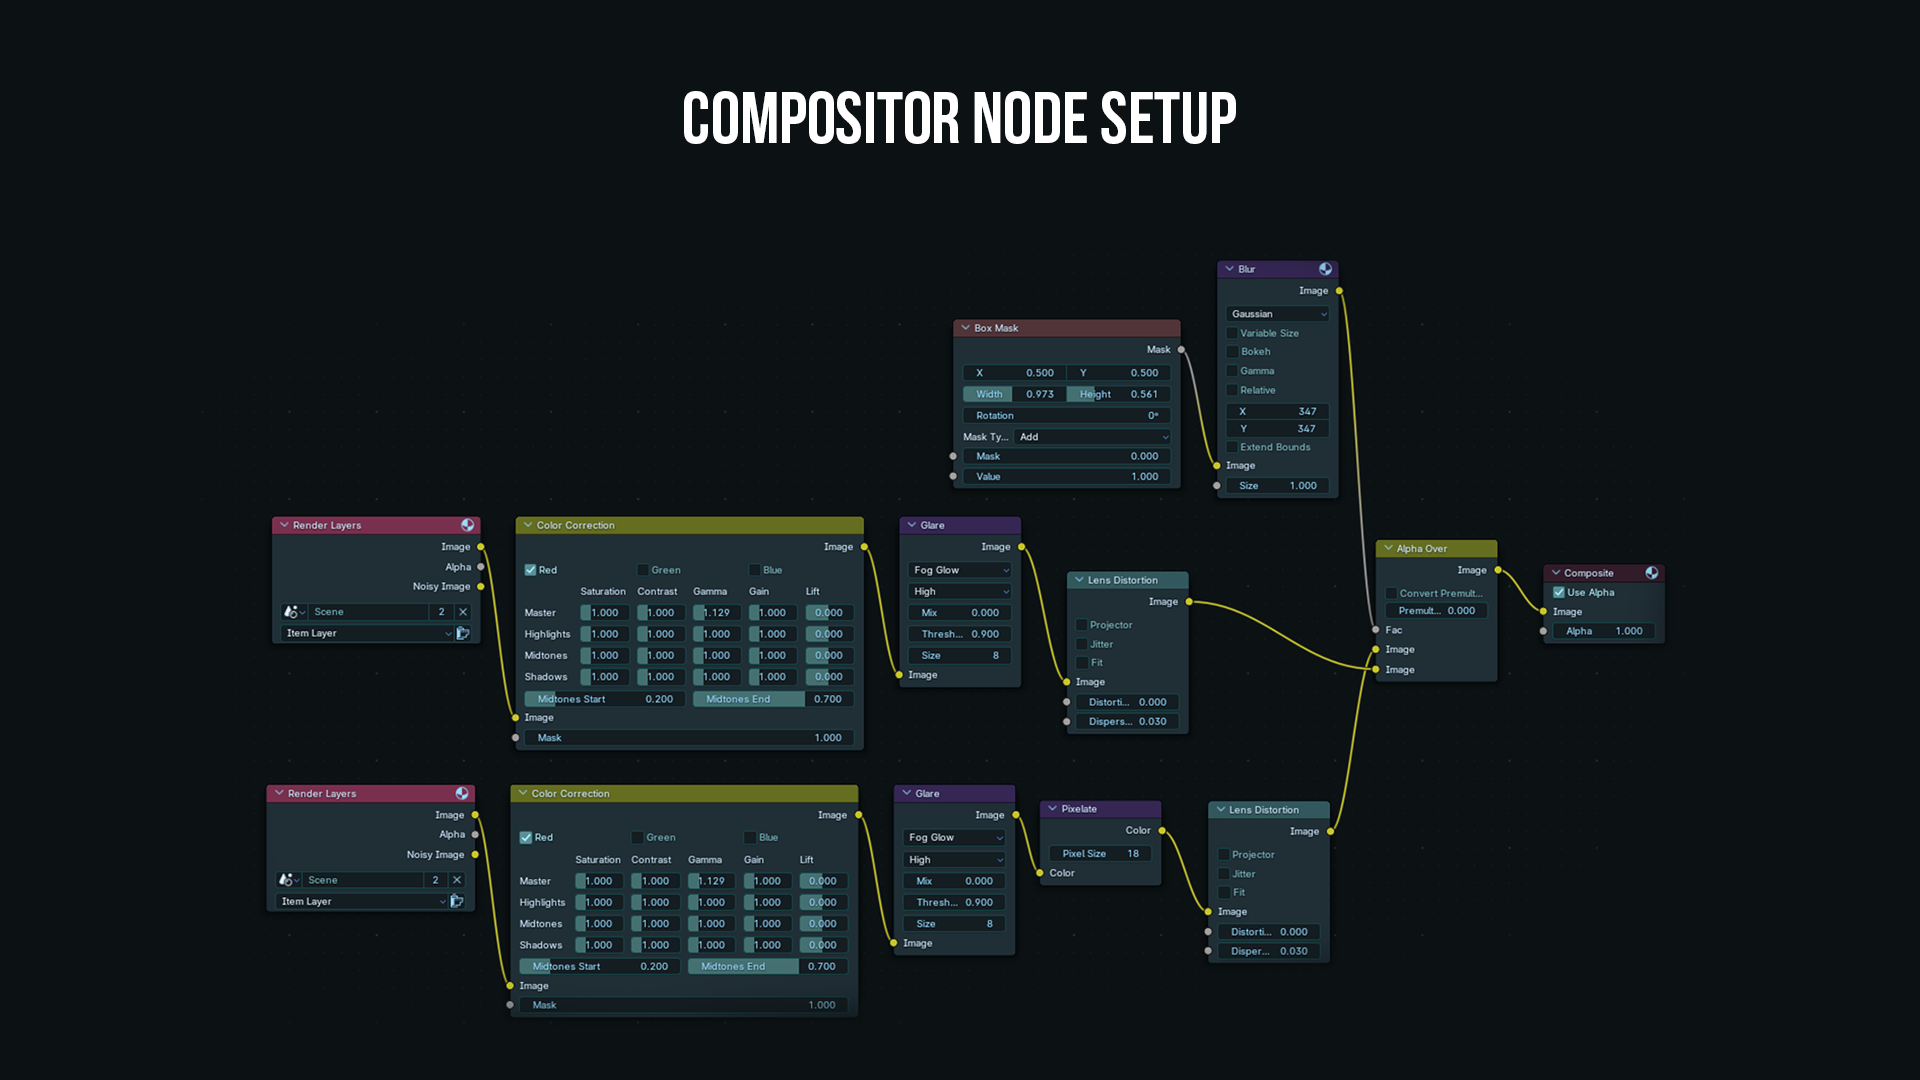 COMPOSITOR NODE SETUP
Blur
Image
Gaussian
Variable Size
Bokeh
Gamma
Relative
X 347
Y 347
Extend Bounds
Image
Size 1.000
Box Mask
Mask
X 0.500 Y 0.500
Width 0.973 Height 0.561
Rotation 0°
Mask Ty... Add
Mask 0.000
Value 1.000
Render Layers
Image
Alpha
Noisy Image
Scene 2
Item Layer
Color Correction
Image
Red Green Blue
Saturation Contrast Gamma Gain Lift
Master 1.000 1.000 1.129 1.000 0.000
Highlights 1.000 1.000 1.000 1.000 0.000
Midtones 1.000 1.000 1.000 1.000 0.000
Shadows 1.000 1.000 1.000 1.000 0.000
Midtones Start 0.200 Midtones End 0.700
Image
Mask 1.000
Glare
Image
Fog Glow
High
Mix 0.000
Thresh... 0.900
Size 8
Image
Lens Distortion
Image
Projector
Jitter
Fit
Image
Distorti... 0.000
Dispers... 0.030
Alpha Over
Image
Convert Premult...
Premult... 0.000
Fac
Image
Image
Composite
Use Alpha
Image
Alpha 1.000
Render Layers
Image
Alpha
Noisy Image
Scene 2
Item Layer
Color Correction
Image
Red Green Blue
Saturation Contrast Gamma Gain Lift
Master 1.000 1.000 1.129 1.000 0.000
Highlights 1.000 1.000 1.000 1.000 0.000
Midtones 1.000 1.000 1.000 1.000 0.000
Shadows 1.000 1.000 1.000 1.000 0.000
Midtones Start 0.200 Midtones End 0.700
Image
Mask 1.000
Glare
Image
Fog Glow
High
Mix 0.000
Thresh... 0.900
Size 8
Image
Pixelate
Color
Pixel Size 18
Color
Lens Distortion
Image
Projector
Jitter
Fit
Image
Distorti... 0.000
Disper... 0.030